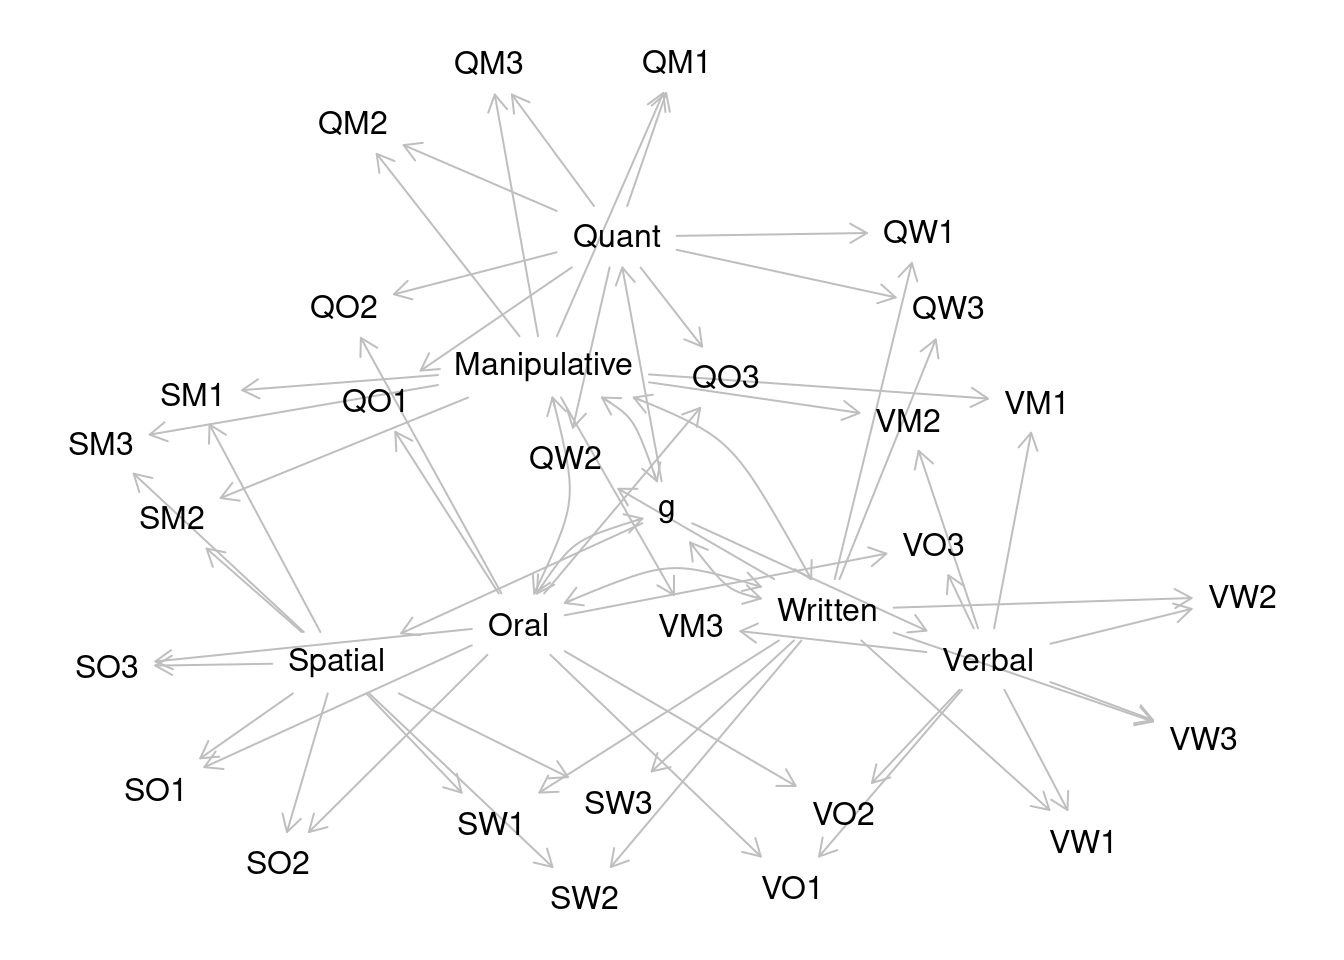 QM3
QM1
QM2
Quant
QW1
QO2
QW3
Manipulative
QO3
SM1
QO1
VM1
VM2
SM3
QW2
g
SM2
VO3
VW2
Written
Oral
VM3
Spatial
Verbal
SO3
VW3
SO1
SW3
VO2
SW1
VW1
SO2
VO1
SW2